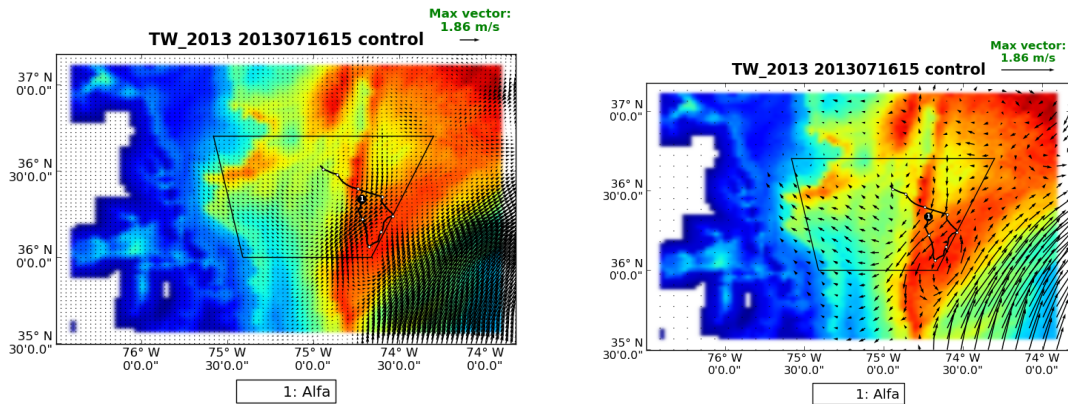 Max vector:
1.86 m/s
TW_2013 2013071615 control
37° N
0'0.0"
36° N
30'0.0"
36° N
0'0.0"
35° N
30'0.0"
76° W
0'0.0"
75° W
30'0.0"
75° W
0'0.0"
74° W
30'0.0"
74° W
0'0.0"
1
1: Alfa
Max vector:
1.86 m/s
TW_2013 2013071615 control
37° N
0'0.0"
36° N
30'0.0"
36° N
0'0.0"
35° N
30'0.0"
76° W
0'0.0"
75° W
30'0.0"
75° W
0'0.0"
74° W
30'0.0"
74° W
0'0.0"
1
1: Alfa